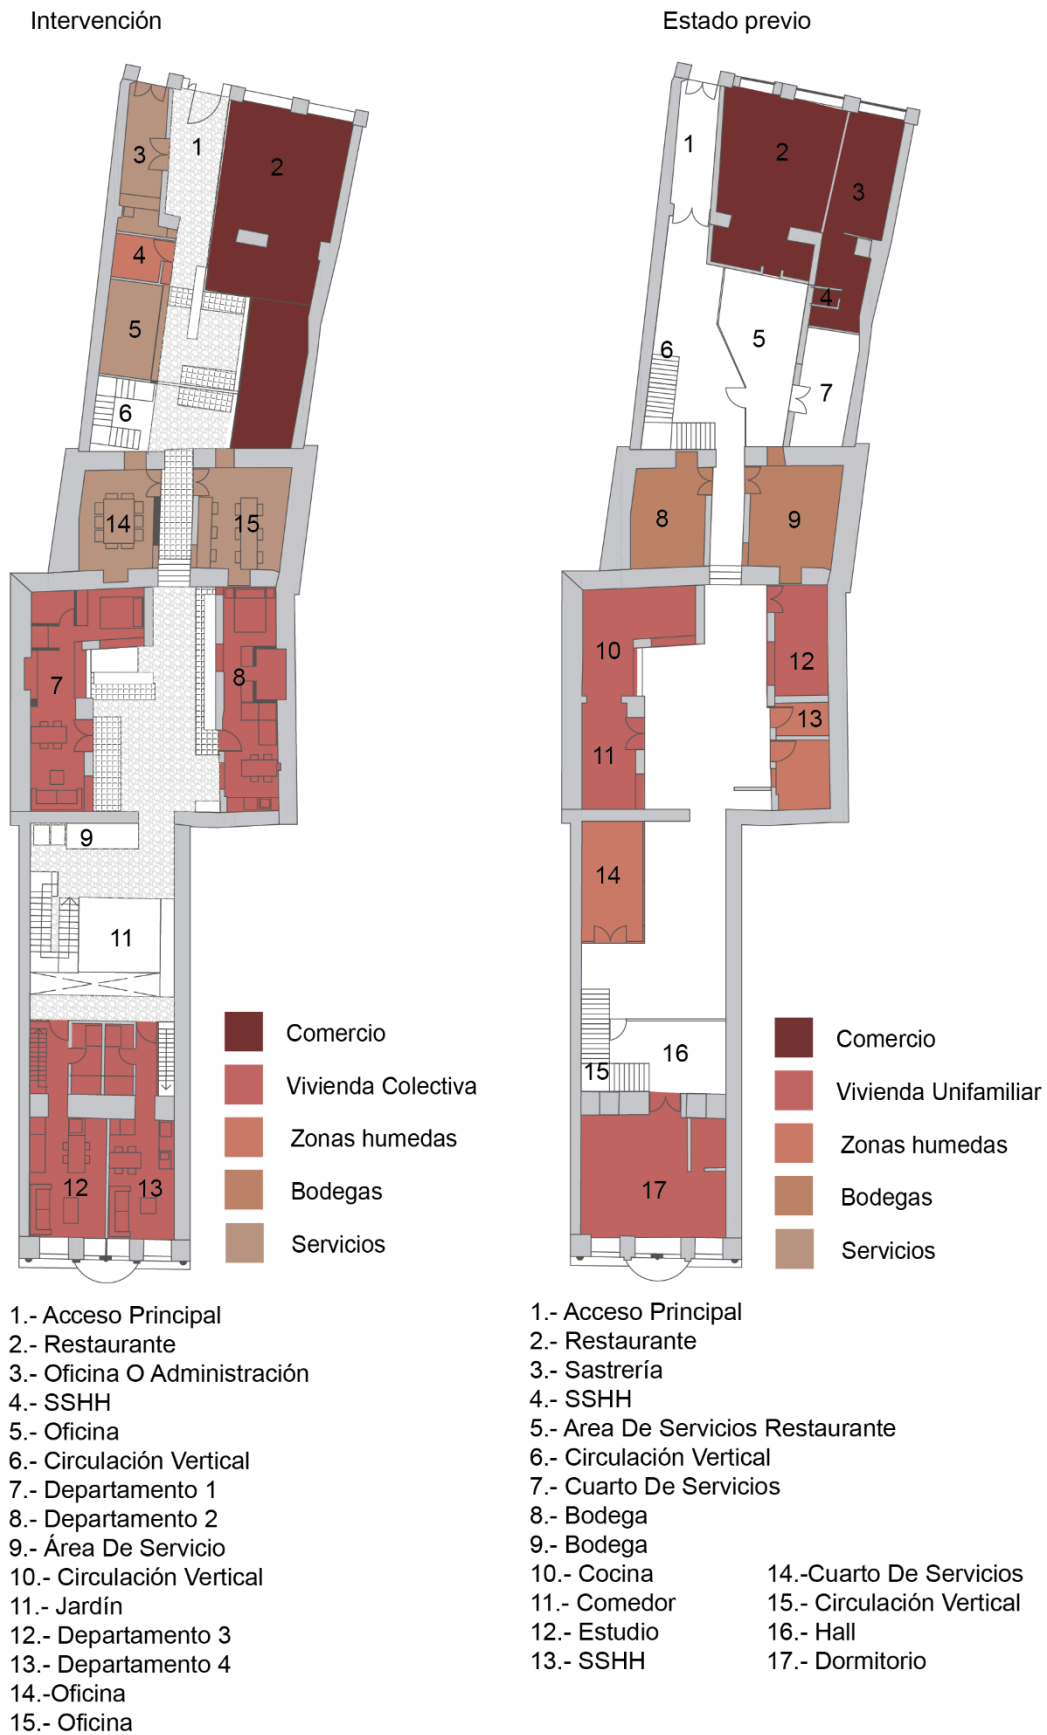 Intervención
Estado previo
1
2
3
4
5
6
14
15
7
8
9
11
12
13
Comercio
Vivienda Colectiva
Zonas humedas
Bodegas
Servicios
1
2
3
4
5
6
7
8
9
10
12
13
11
14
16
15
17
Comercio
Vivienda Unifamiliar
Zonas humedas
Bodegas
Servicios
1.- Acceso Principal
2.- Restaurante
3.- Oficina O Administración
4.- SSHH
5.- Oficina
6.- Circulación Vertical
7.- Departamento 1
8.- Departamento 2
9.- Área De Servicio
10.- Circulación Vertical
11.- Jardín
12.- Departamento 3
13.- Departamento 4
14.-Oficina
15.- Oficina
1.- Acceso Principal
2.- Restaurante
3.- Sastrería
4.- SSHH
5.- Area De Servicios Restaurante
6.- Circulación Vertical
7.- Cuarto De Servicios
8.- Bodega
9.- Bodega
10.- Cocina
11.- Comedor
12.- Estudio
13.- SSHH
14.-Cuarto De Servicios
15.- Circulación Vertical
16.- Hall
17.- Dormitorio